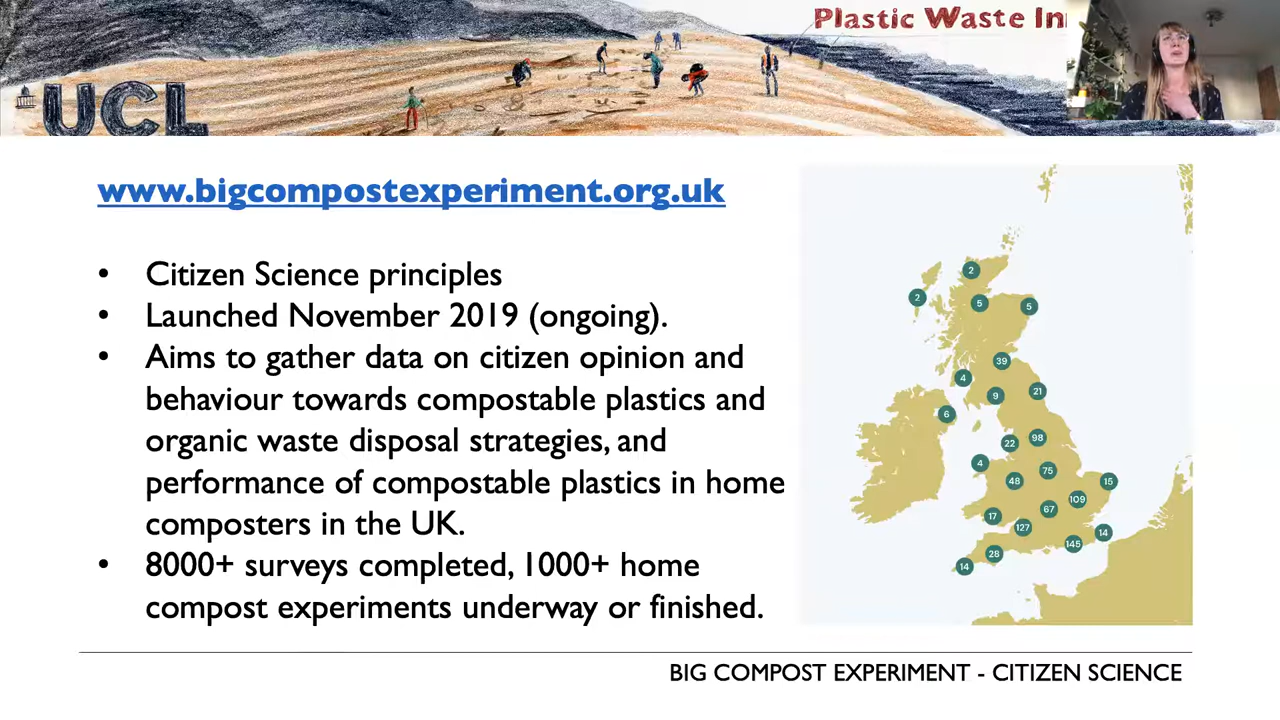 Plastic Waste In
UCL
www.bigcompostexperiment.org.uk
• Citizen Science principles
• Launched November 2019 (ongoing).
• Aims to gather data on citizen opinion and
behaviour towards compostable plastics and
organic waste disposal strategies, and
performance of compostable plastics in home
composters in the UK.
• 8000+ surveys completed, 1000+ home
compost experiments underway or finished.
2
2
5
5
39
4
9
21
6
22
98
4
75
48
15
109
67
17
127
14
145
28
14
BIG COMPOST EXPERIMENT - CITIZEN SCIENCE